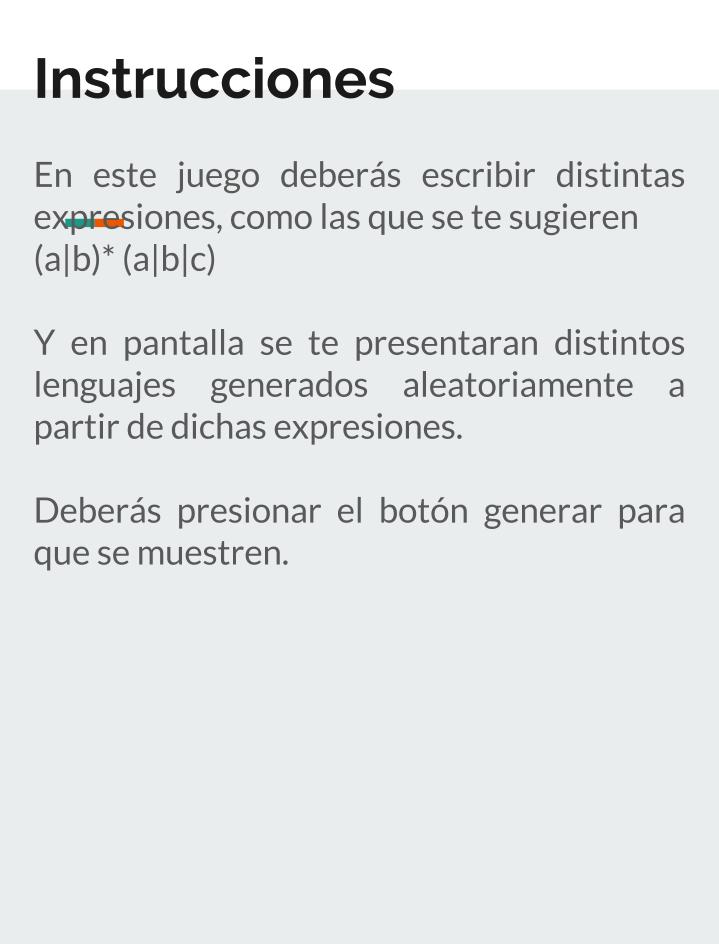 Instrucciones
En este juego deberás escribir distintas
expresiones, como las que se te sugieren
(a|b)* (a|b|c)
Y en pantalla se te presentaran distintos
lenguajes generados aleatoriamente a
partir de dichas expresiones.
Deberás presionar el botón generar para
que se muestren.